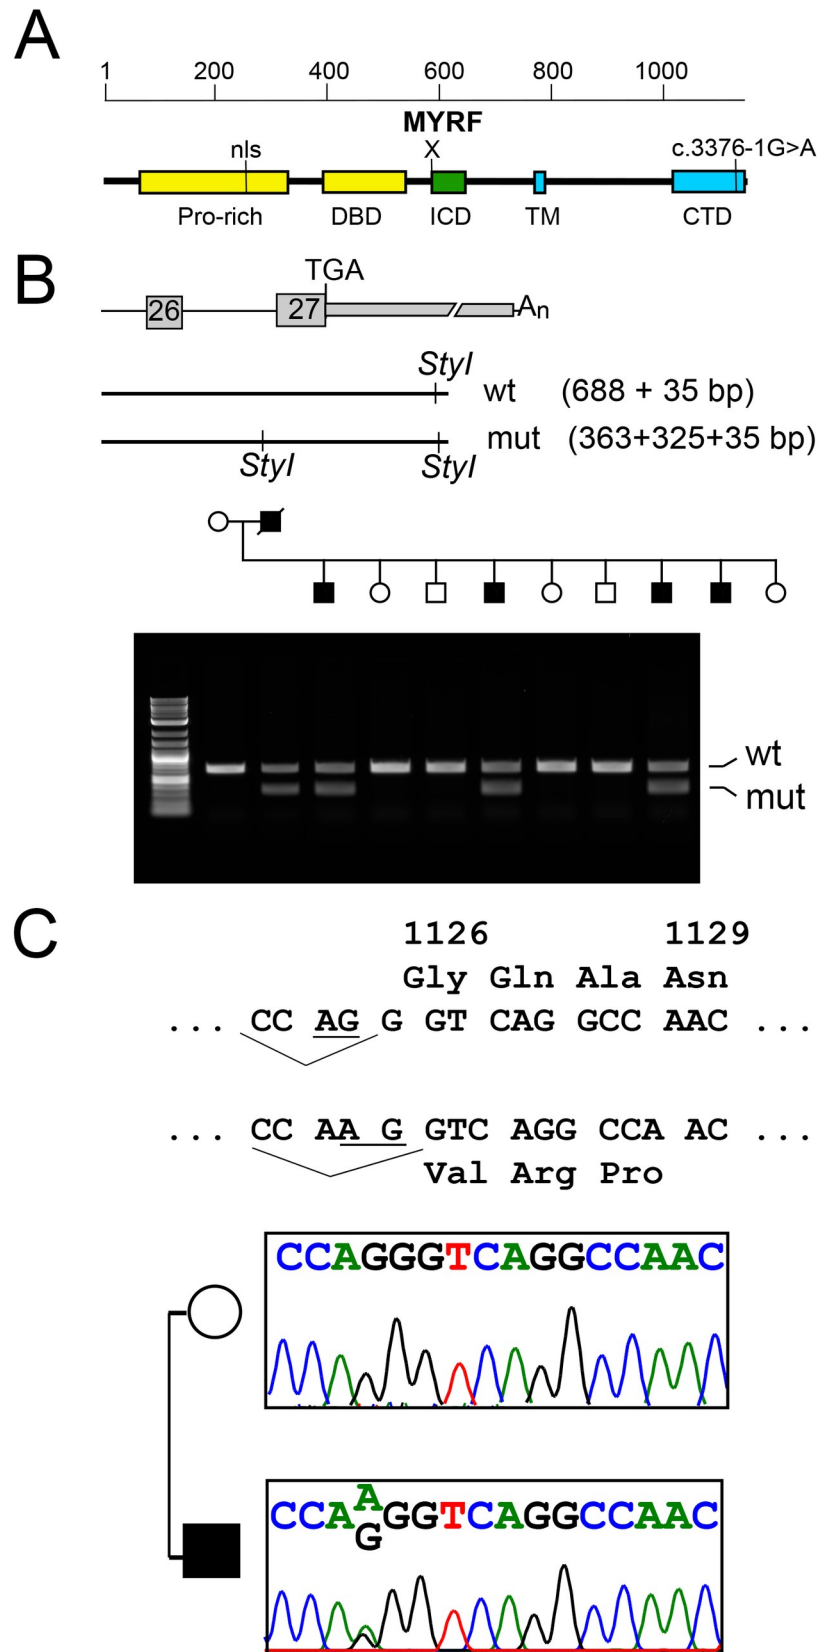 A
1 200 400 600 800 1000
MYRF
nls X c.3376-1G>A
Pro-rich DBD ICD TM CTD
B
TGA
26 27 An
StyI
wt (688 + 35 bp)
mut (363+325+35 bp)
StyI StyI
wt
mut
C
1126 1129
Gly Gln Ala Asn
... CC AG G GT CAG GCC AAC ...
... CC AA G GTC AGG CCA AC ...
Val Arg Pro
CCAGGGTCAGGCCAAC
A
CCA GGTCAGGCCAAC
G